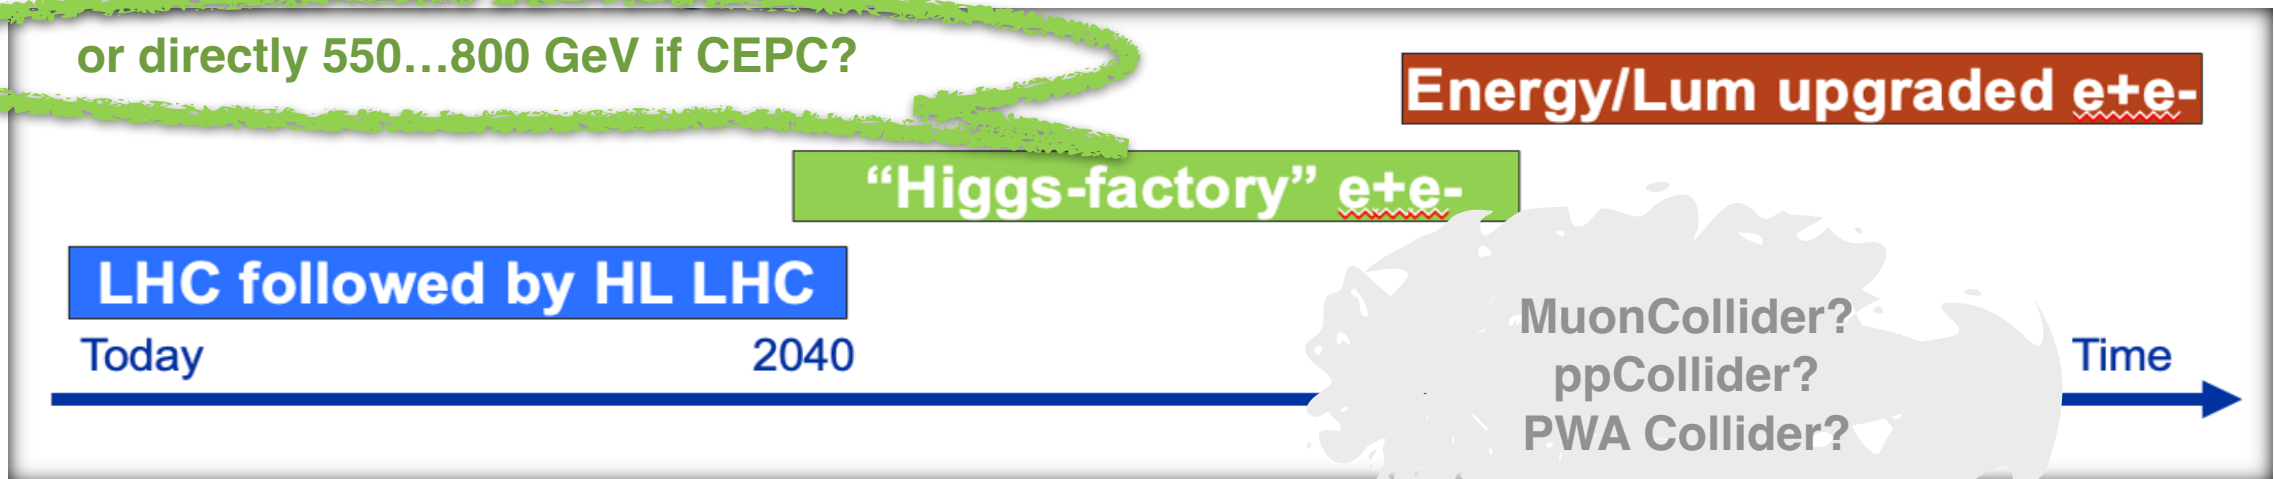 or directly 550...800 GeV if CEPC?
Energy/Lum upgraded e+e-
“Higgs-factory” e+e-
LHC followed by HL LHC
Today
2040
Time
MuonCollider?
ppCollider?
PWA Collider?